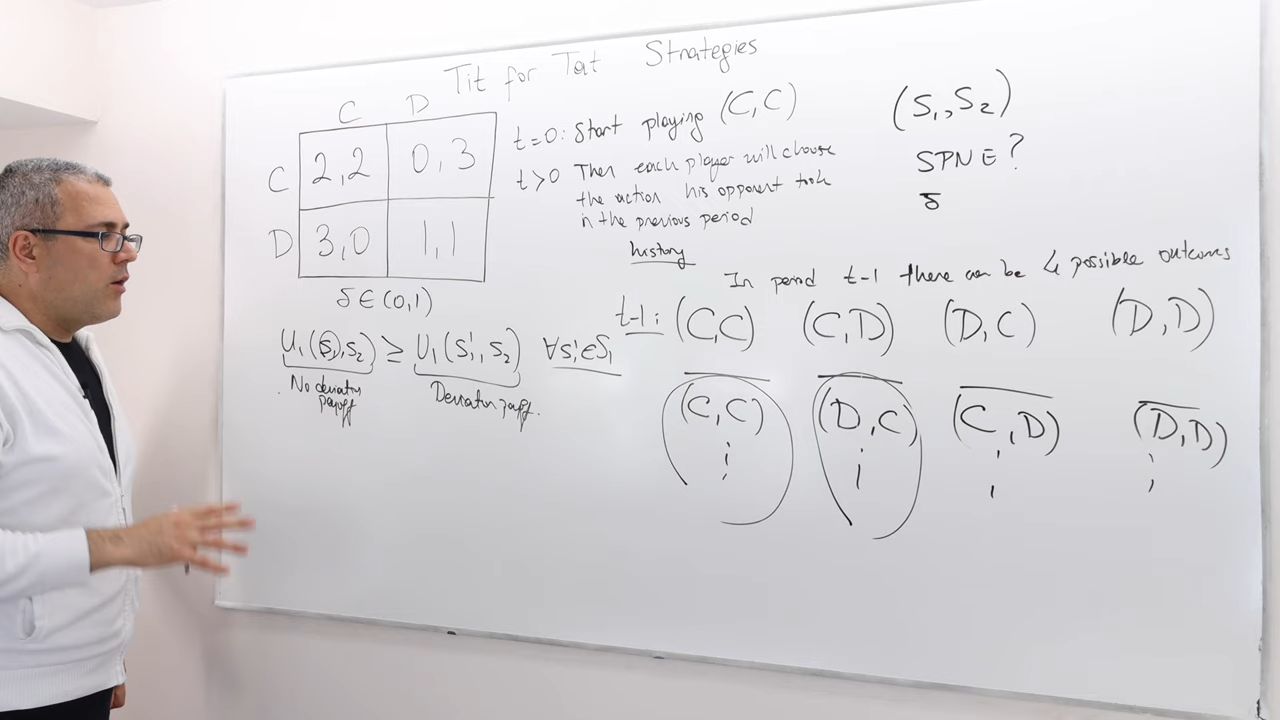 Tit for Tat Strategies
C D
C 2,2 0,3
D 3,0 1,1
δ ∈ (0,1)
t=0: Start playing (C,C)
t>0 Then each player will choose
the action his opponent took
in the previous period
history
(S₁,S₂)
SPNE?
δ
In period t-1 there can be 4 possible outcomes
t-1: (C,C) (C,D) (D,C) (D,D)
(C,C) (D,C) (C,D) (D,D)
U₁(S₁,S₂) ≥ U₁(S₁',S₂) ∀S₁'∈S₁
No deviation
payoff
Deviation payoff.